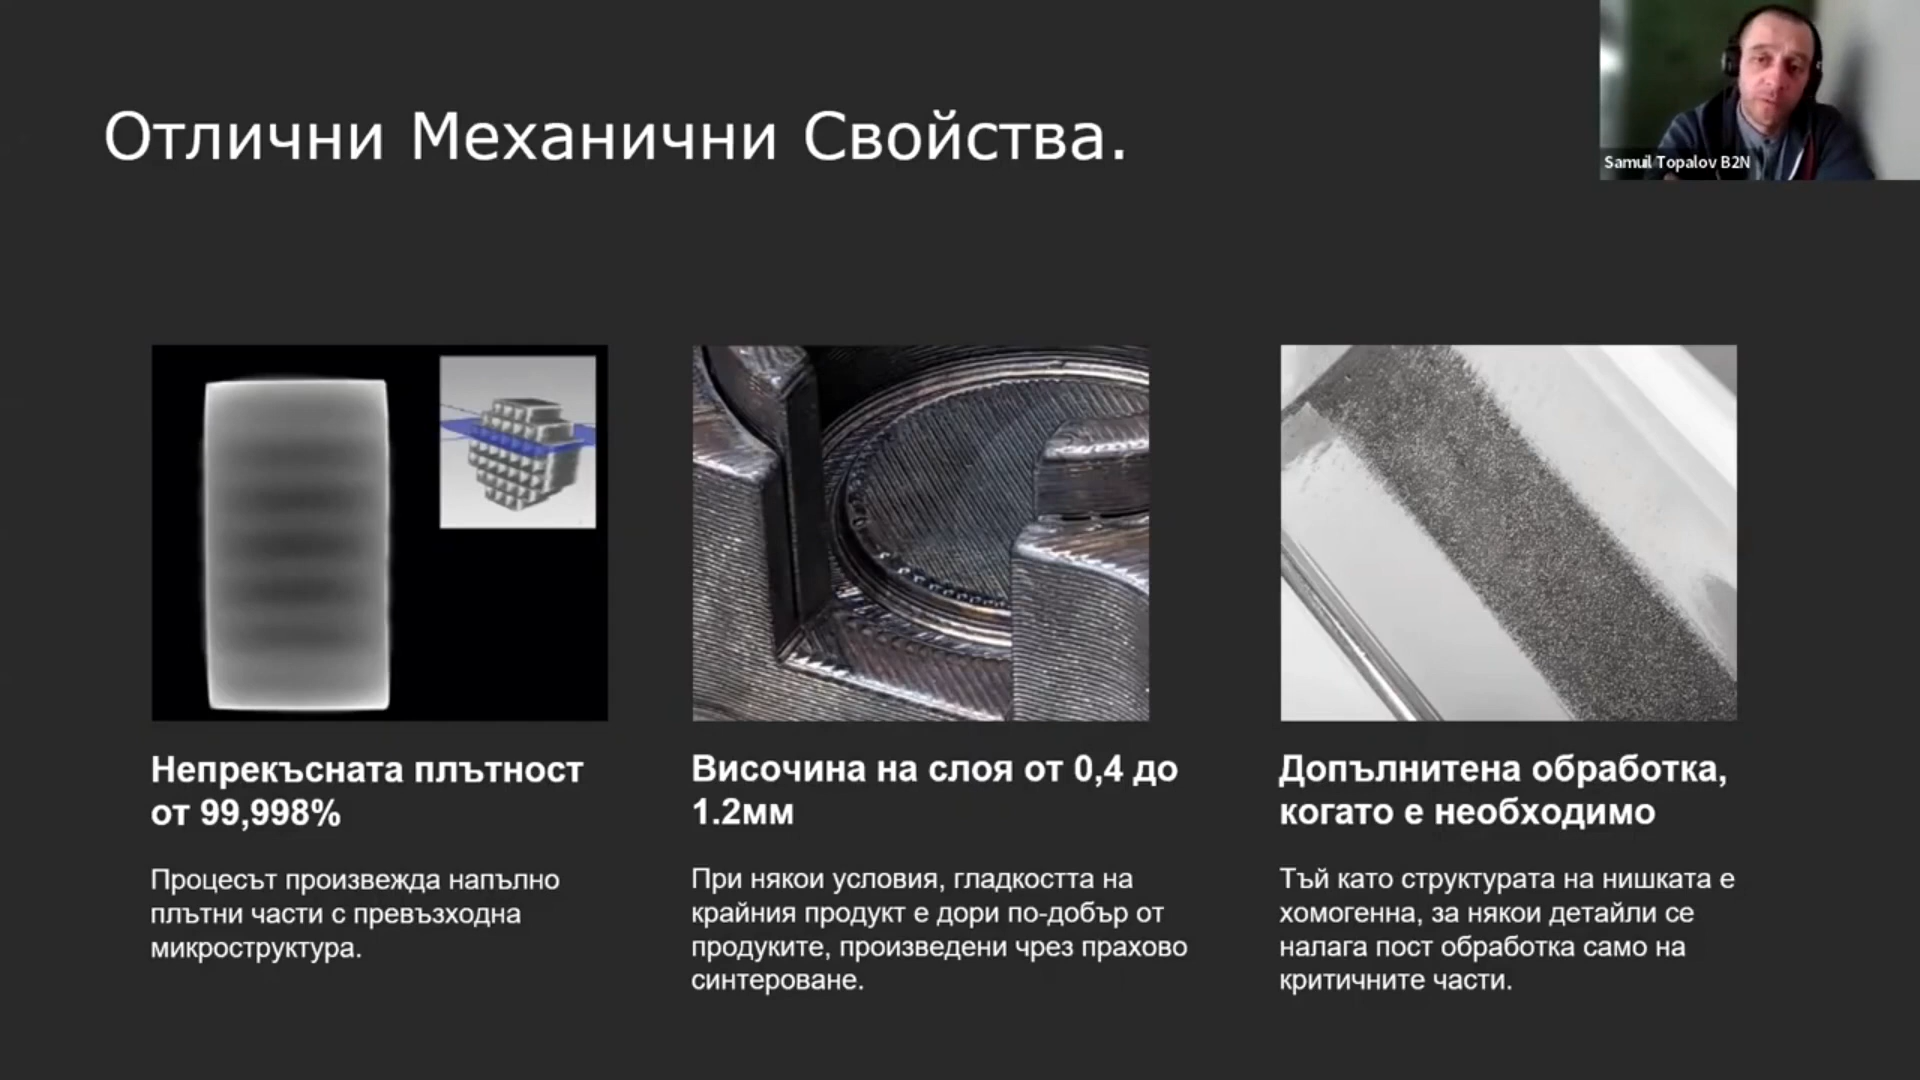 Отлични Механични Свойства.
Samuil Topalov B2N
Непрекъсната плътност
от 99,998%
Процесът произвежда напълно
плътни части с превъзходна
микроструктура.
Височина на слоя от 0,4 до
1.2мм
При някои условия, гладкостта на
крайния продукт е дори по-добър от
продуките, произведени чрез прахово
синтероване.
Допълнитена обработка,
когато е необходимо
Тъй като структурата на нишката е
хомогенна, за някои детайли се
налага пост обработка само на
критичните части.